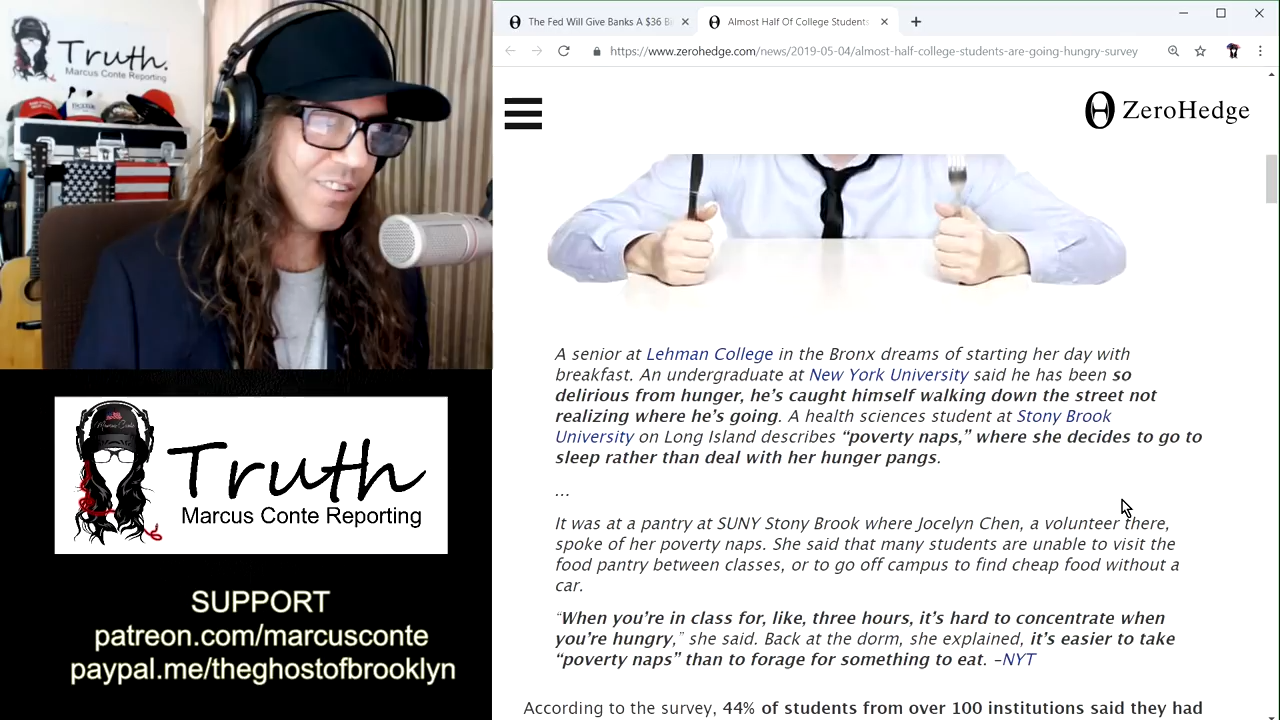 Truth.
Marcus Conte Reporting
Truth
Marcus Conte Reporting
SUPPORT
patreon.com/marcusconte
paypal.me/theghostofbrooklyn
The Fed Will Give Banks A $36 B
Almost Half Of College Students
https://www.zerohedge.com/news/2019-05-04/almost-half-college-students-are-going-hungry-survey
ZeroHedge
A senior at Lehman College in the Bronx dreams of starting her day with
breakfast. An undergraduate at New York University said he has been so
delirious from hunger, he's caught himself walking down the street not
realizing where he's going. A health sciences student at Stony Brook
University on Long Island describes “poverty naps,” where she decides to go to
sleep rather than deal with her hunger pangs.
...
It was at a pantry at SUNY Stony Brook where Jocelyn Chen, a volunteer there,
spoke of her poverty naps. She said that many students are unable to visit the
food pantry between classes, or to go off campus to find cheap food without a
car.
“When you're in class for, like, three hours, it's hard to concentrate when
you're hungry,” she said. Back at the dorm, she explained, it's easier to take
“poverty naps” than to forage for something to eat. –NYT
According to the survey, 44% of students from over 100 institutions said they had